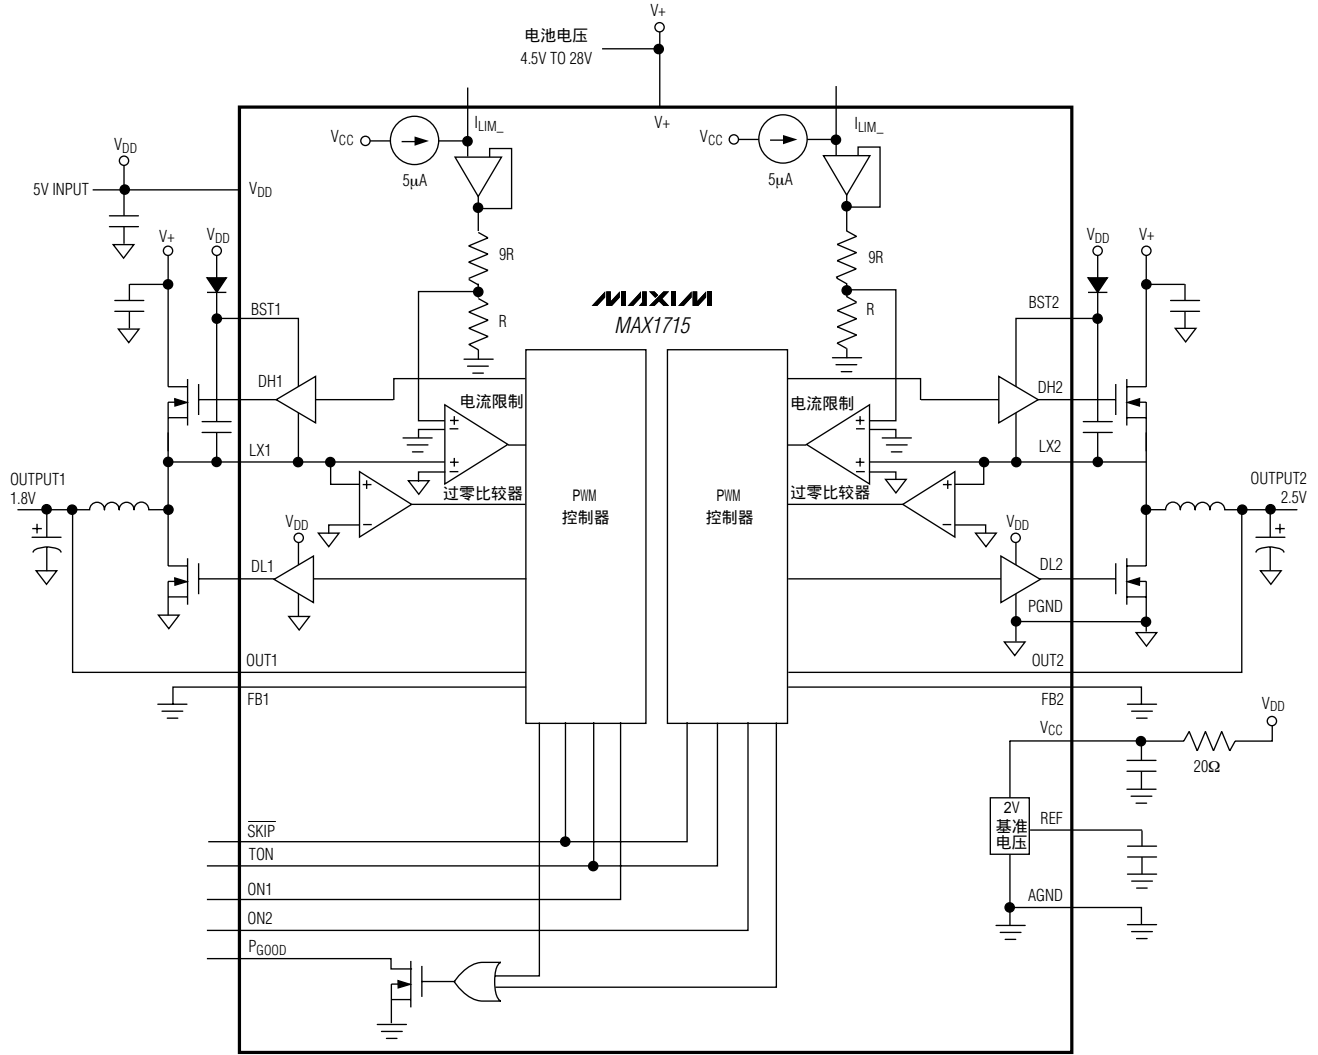 V+
电池电压
4.5V TO 28V
V+
VCC
5µA
ILIM_
VCC
5µA
ILIM_
VDD
5V INPUT
VDD
V+
VDD
9R
R
9R
R
VDD
V+
MAXIM
MAX1715
BST1
BST2
DH1
DH2
电流限制
电流限制
+
−
+
−
+
−
+
−
LX1
LX2
过零比较器
过零比较器
+
−
+
−
OUTPUT1
1.8V
+
OUTPUT2
2.5V
+
PWM
控制器
PWM
控制器
VDD
VDD
DL1
DL2
PGND
OUT1
OUT2
FB1
FB2
VCC
VDD
20Ω
2V
基准
电压
REF
AGND
SKIP
TON
ON1
ON2
PGOOD